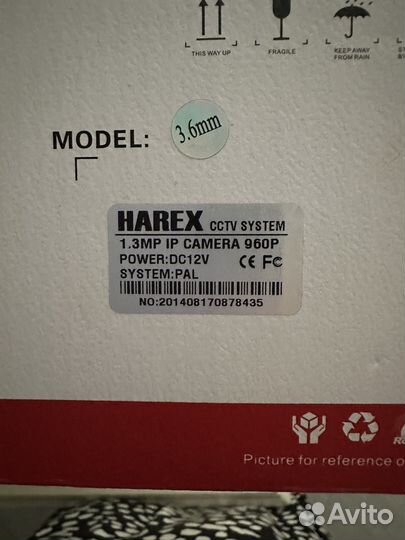 THIS WAY UP
FRAGILE
KEEP AWAY
FROM RAIN
MODEL:
3.6mm
HAREX CCTV SYSTEM
1.3MP IP CAMERA 960P
POWER:DC12V CE FC
SYSTEM:PAL
NO:201408170878435
Picture for reference o
Avito